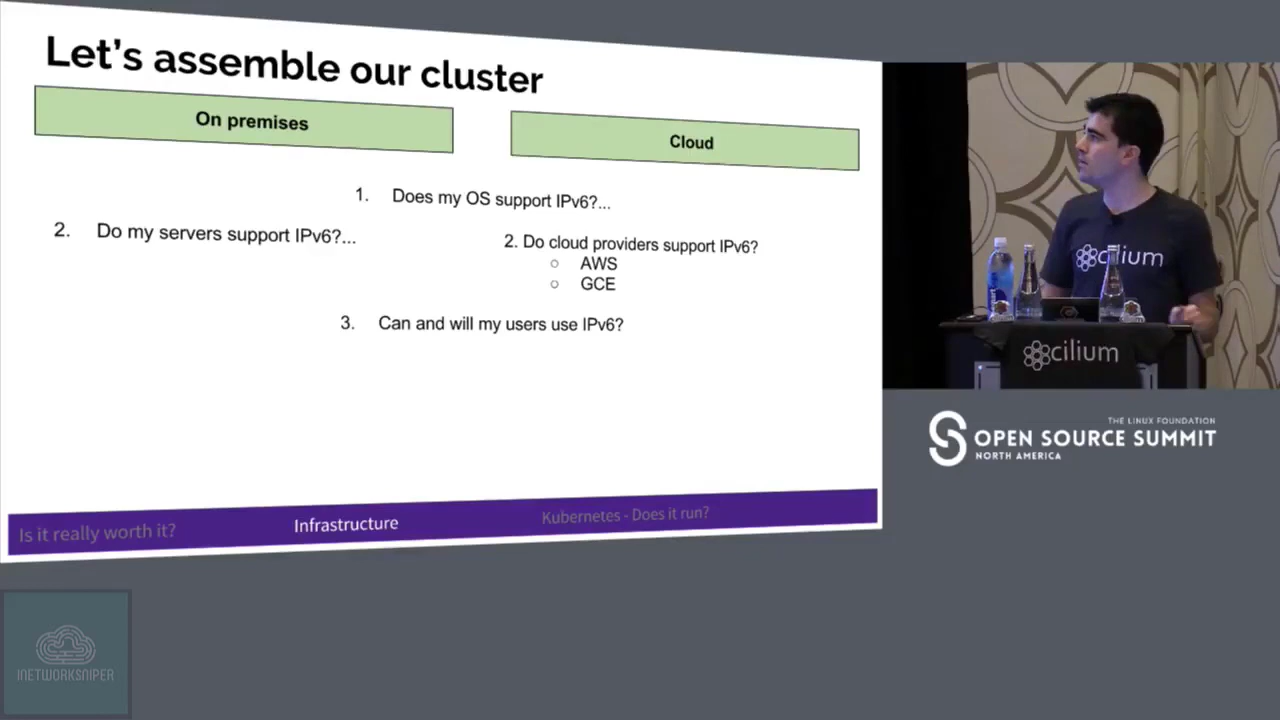 Let's assemble our cluster
On premises
Cloud
1. Does my OS support IPv6?...
2. Do my servers support IPv6?...
2. Do cloud providers support IPv6?
○ AWS
○ GCE
3. Can and will my users use IPv6?
Is it really worth it?
Infrastructure
Kubernetes - Does it run?
cilium
cilium
THE LINUX FOUNDATION
OPEN SOURCE SUMMIT
NORTH AMERICA
INETWORKSNIPER